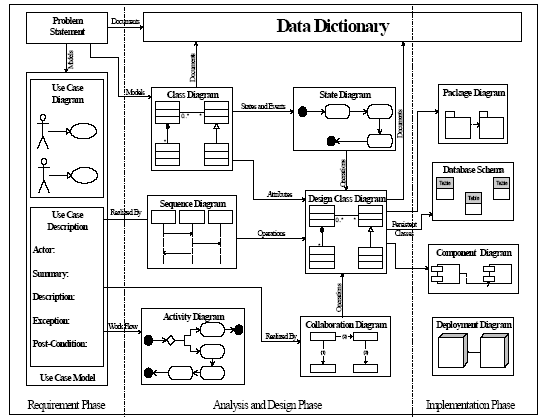 Problem
Statement
Documents
Data Dictionary
Models
Models
Documents
Documents
Use Case
Diagram
Class Diagram
0..*
*
*
States and Events
State Diagram
Package Diagram
Attributes
Operations
Database Schema
Table
Table
Table
Use Case
Description
Actor:
Summary:
Description:
Exception:
Post-Condition:
Use Case Model
Realized By
Sequence Diagram
Operations
Design Class Diagram
0..*
*
*
Persistent
Classes
Component Diagram
Operations
Work Flow
Activity Diagram
Realized By
Collaboration Diagram
Deployment Diagram
Requirement Phase
Analysis and Design Phase
Implementation Phase